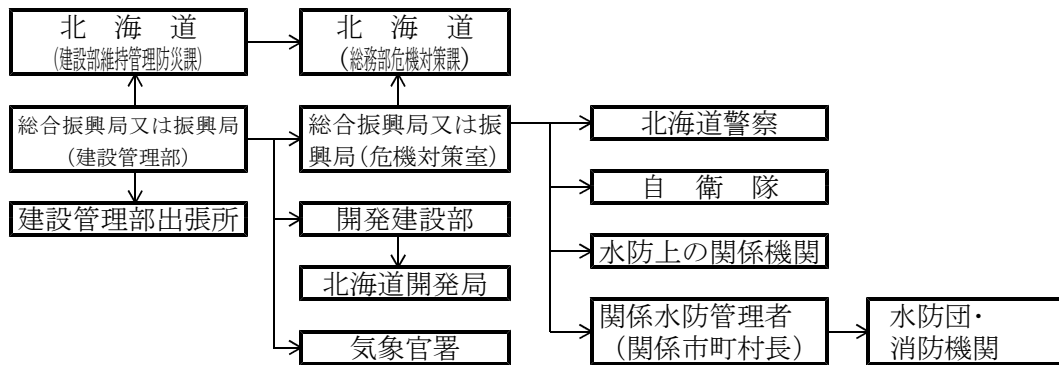 北 海 道
(建設部維持管理防災課)
北 海 道
(総務部危機対策課)
総合振興局又は振興局
(建設管理部)
総合振興局又は振
興局(危機対策室)
北海道警察
自 衛 隊
建設管理部出張所
開発建設部
水防上の関係機関
北海道開発局
関係水防管理者
(関係市町村長)
水防団・
消防機関
気象官署